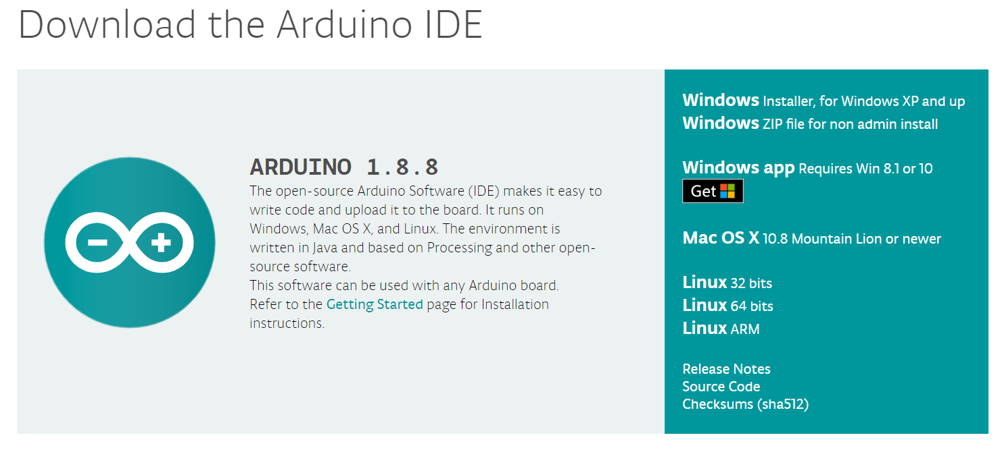 Download the Arduino IDE
ARDUINO 1.8.8
The open-source Arduino Software (IDE) makes it easy to
write code and upload it to the board. It runs on
Windows, Mac OS X, and Linux. The environment is
written in Java and based on Processing and other open-
source software.
This software can be used with any Arduino board.
Refer to the Getting Started page for Installation
instructions.
Windows Installer, for Windows XP and up
Windows ZIP file for non admin install
Windows app Requires Win 8.1 or 10
Get
Mac OS X 10.8 Mountain Lion or newer
Linux 32 bits
Linux 64 bits
Linux ARM
Release Notes
Source Code
Checksums (sha512)